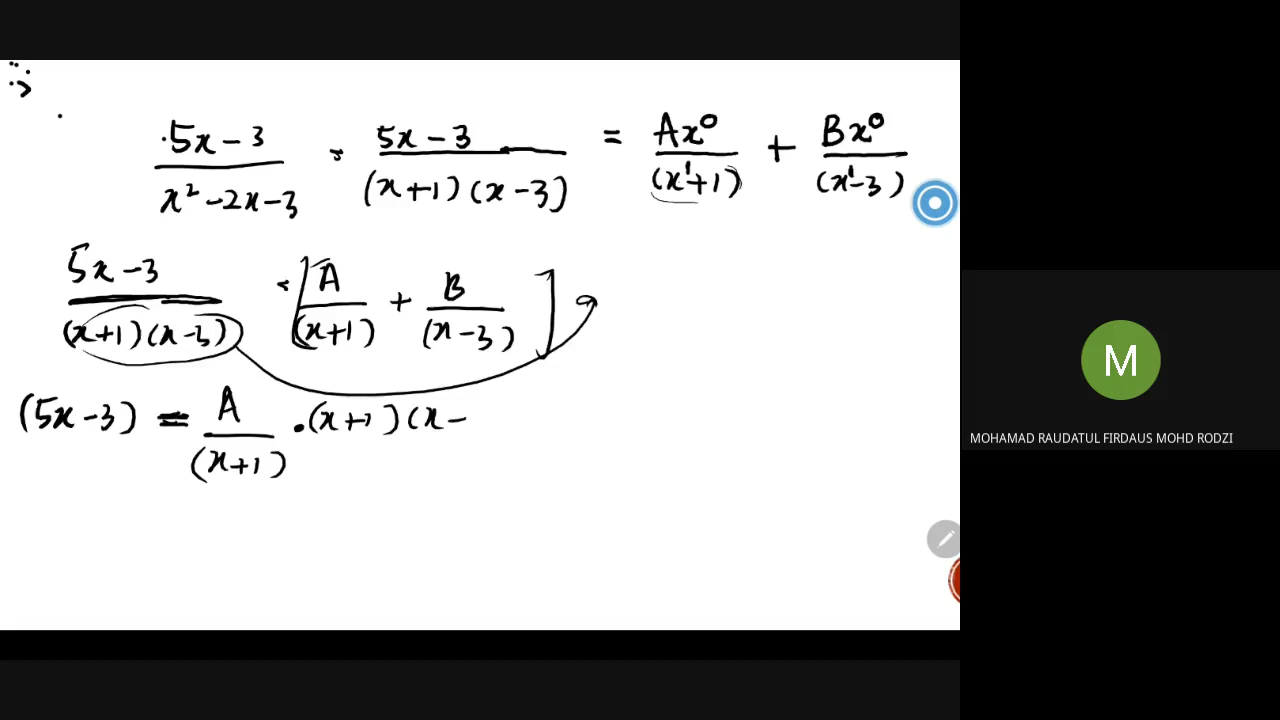 5x-3/x²-2x-3 = 5x-3/(x+1)(x-3) = Ax⁰/(x¹+1) + Bx⁰/(x¹-3)
5x-3/(x+1)(x-3) = [A/(x+1) + B/(x-3)]
(5x-3) = A/(x+1) .(x+1)(x-
M
MOHAMAD RAUDATUL FIRDAUS MOHD RODZI